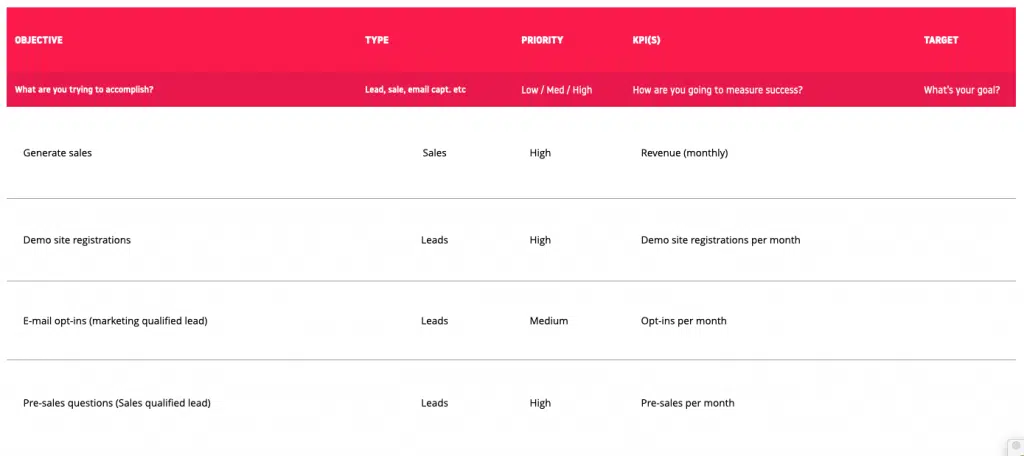 OBJECTIVE TYPE PRIORITY KPI(S) TARGET
What are you trying to accomplish? Lead, sale, email capt. etc Low / Med / High How are you going to measure success? What's your goal?
Generate sales Sales High Revenue (monthly)
Demo site registrations Leads High Demo site registrations per month
E-mail opt-ins (marketing qualified lead) Leads Medium Opt-ins per month
Pre-sales questions (Sales qualified lead) Leads High Pre-sales per month